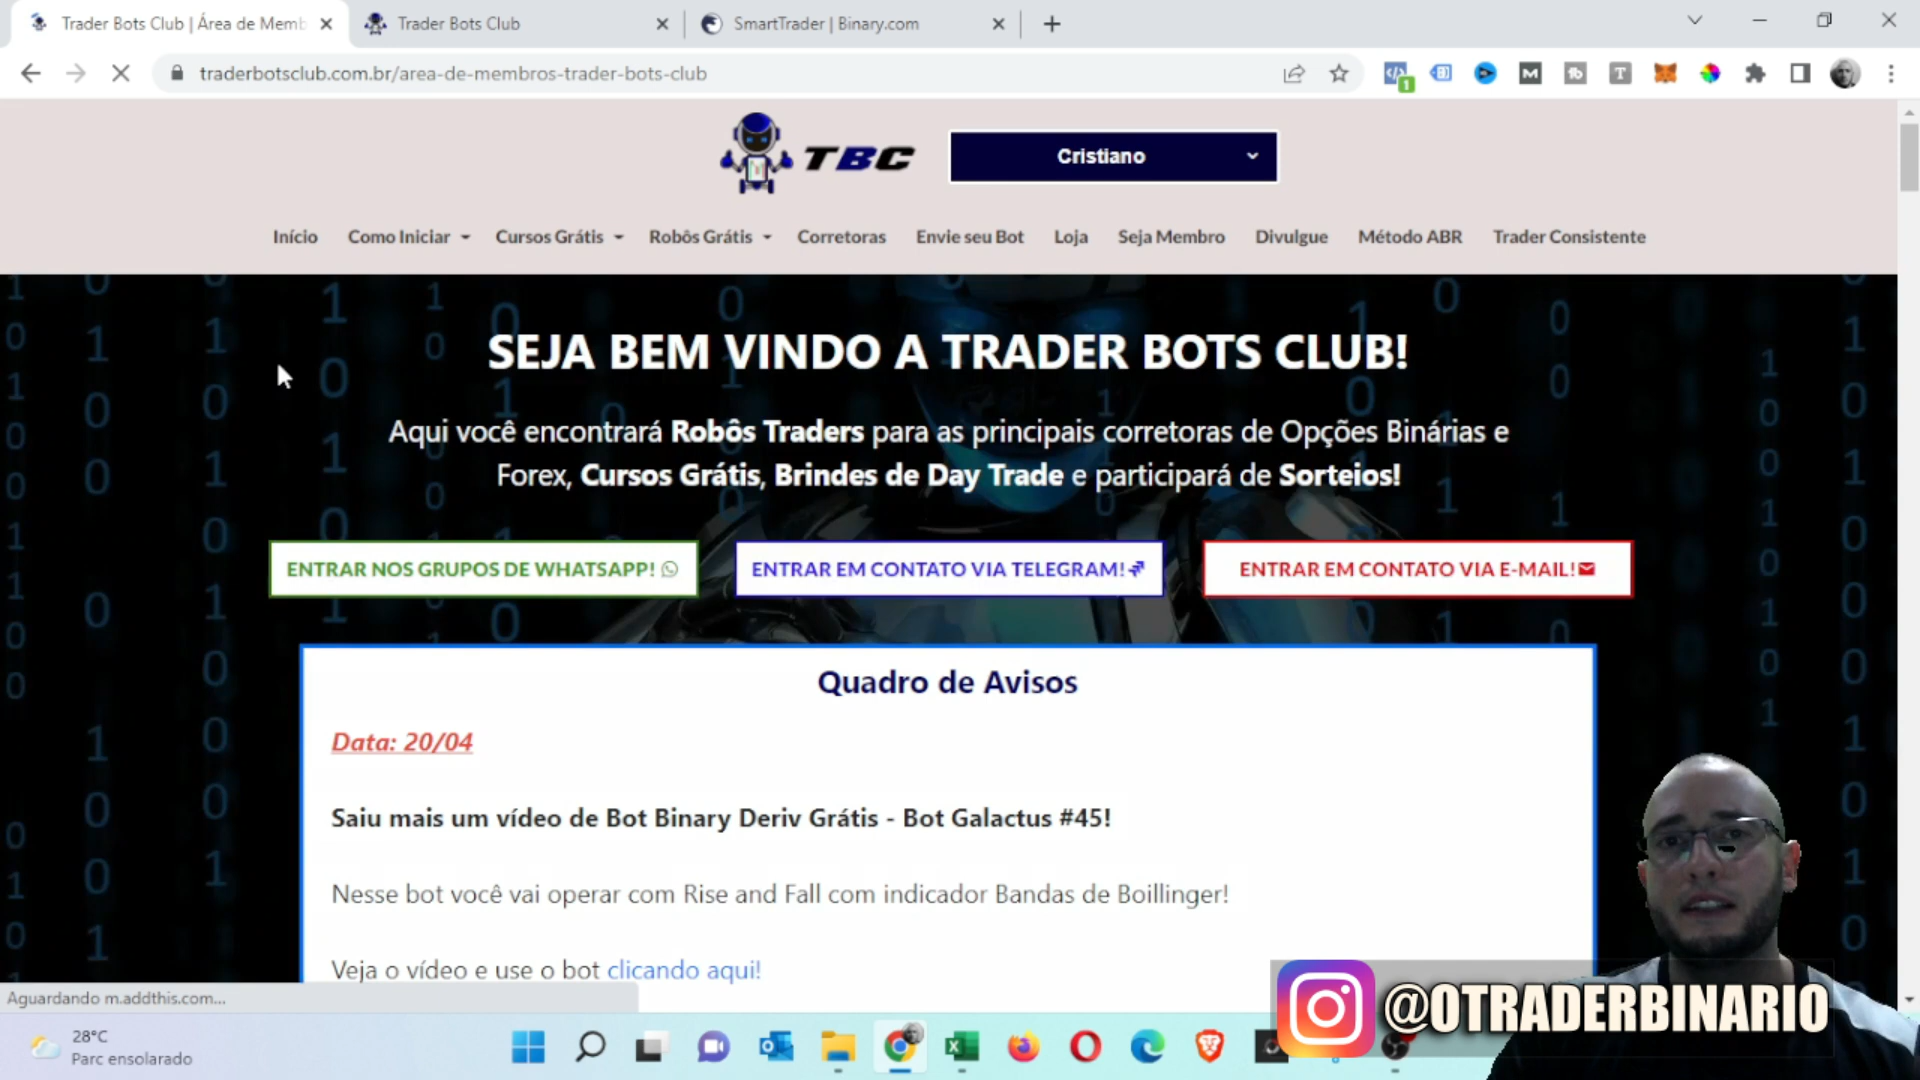 Trader Bots Club | Área de Memb
Trader Bots Club
SmartTrader | Binary.com
traderbotsclub.com.br/area-de-membros-trader-bots-club
1
TBC
Cristiano
Início
Como Iniciar
Cursos Grátis
Robôs Grátis
Corretoras
Envie seu Bot
Loja
Seja Membro
Divulgue
Método ABR
Trader Consistente
SEJA BEM VINDO A TRADER BOTS CLUB!
Aqui você encontrará Robôs Traders para as principais corretoras de Opções Binárias e
Forex, Cursos Grátis, Brindes de Day Trade e participará de Sorteios!
ENTRAR NOS GRUPOS DE WHATSAPP!
ENTRAR EM CONTATO VIA TELEGRAM!
ENTRAR EM CONTATO VIA E-MAIL!
Quadro de Avisos
Data: 20/04
Saiu mais um vídeo de Bot Binary Deriv Grátis - Bot Galactus #45!
Nesse bot você vai operar com Rise and Fall com indicador Bandas de Boillinger!
Veja o vídeo e use o bot clicando aqui!
Aguardando m.addthis.com...
@OTRADERBINARIO
28°C
Parc ensolarado